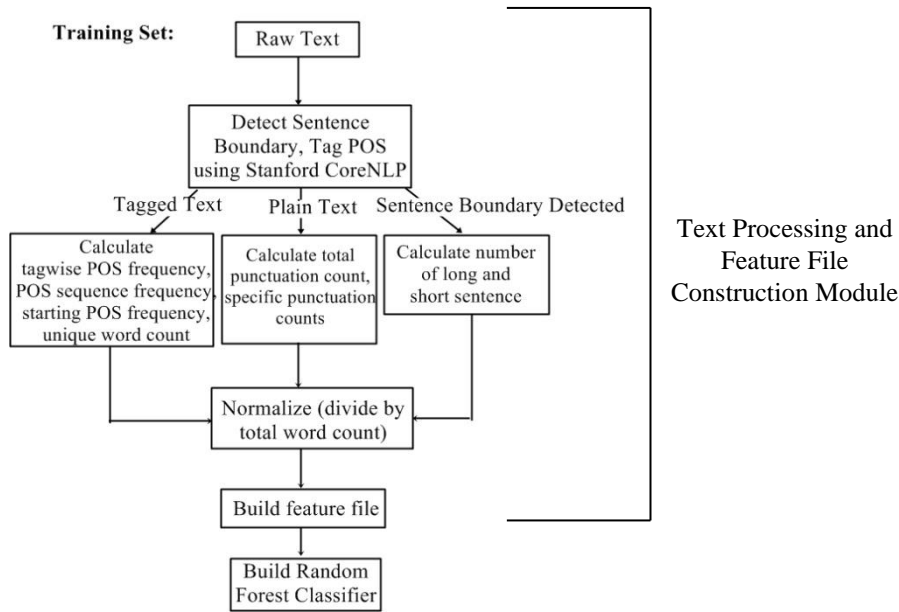 Training Set:
Raw Text
Detect Sentence
Boundary, Tag POS
using Stanford CoreNLP
Tagged Text
Plain Text
Sentence Boundary Detected
Calculate
tagwise POS frequency,
POS sequence frequency,
starting POS frequency,
unique word count
Calculate total
punctuation count,
specific punctuation
counts
Calculate number
of long and
short sentence
Normalize (divide by
total word count)
Build feature file
Build Random
Forest Classifier
Text Processing and
Feature File
Construction Module